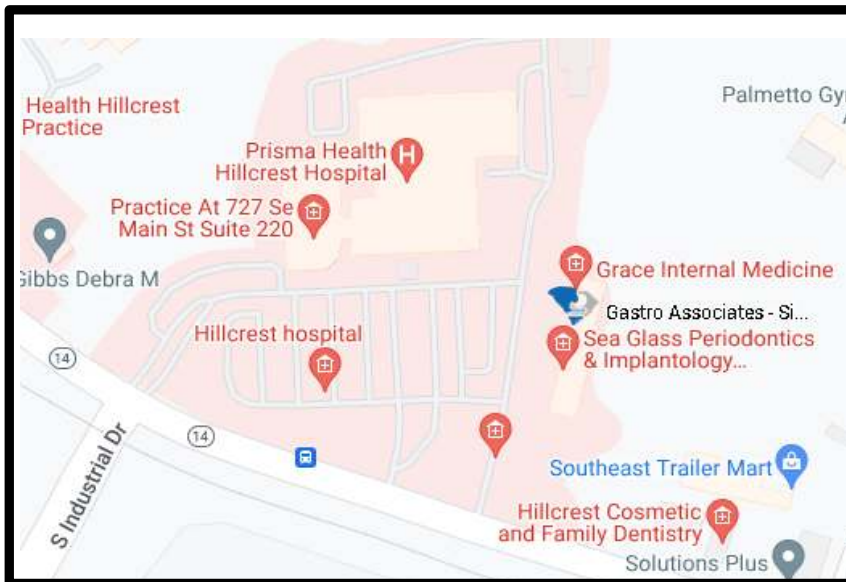 Health Hillcrest
Practice
Palmetto Gy
Prisma Health
Hillcrest Hospital
H
Practice At 727 Se
Main St Suite 220
Gibbs Debra M
Grace Internal Medicine
Gastro Associates - Si...
Sea Glass Periodontics
& Implantology...
Hillcrest hospital
14
14
S Industrial Dr
Southeast Trailer Mart
Hillcrest Cosmetic
and Family Dentistry
Solutions Plus